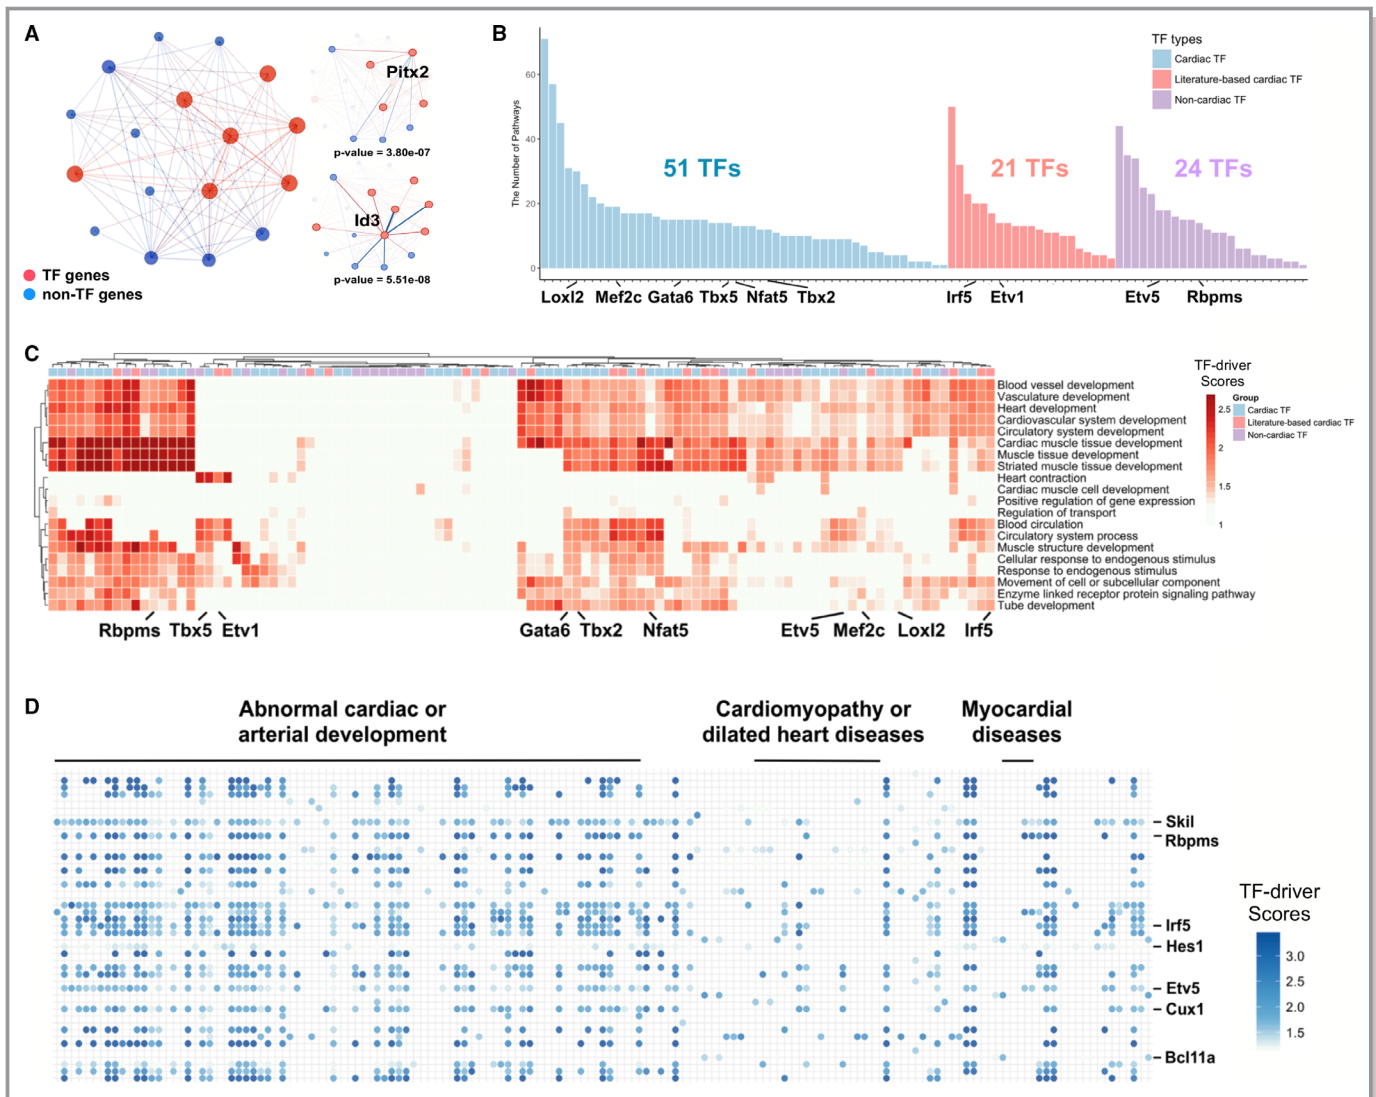 A
Pitx2
p-value = 3.80e-07
Id3
p-value = 5.51e-08
TF genes
non-TF genes
B
The Number of Pathways
60
40
20
0
51 TFs
21 TFs
24 TFs
TF types
Cardiac TF
Literature-based cardiac TF
Non-cardiac TF
Loxl2 Mef2c Gata6 Tbx5 Nfat5 Tbx2 Irf5 Etv1 Etv5 Rbpms
C
Blood vessel development
Vasculature development
Heart development
Cardiovascular system development
Circulatory system development
Cardiac muscle tissue development
Muscle tissue development
Striated muscle tissue development
Heart contraction
Cardiac muscle cell development
Positive regulation of gene expression
Regulation of transport
Blood circulation
Circulatory system process
Muscle structure development
Cellular response to endogenous stimulus
Response to endogenous stimulus
Movement of cell or subcellular component
Enzyme linked receptor protein signaling pathway
Tube development
TF-driver
Scores
2.5
2
1.5
1
Group
Cardiac TF
Literature-based cardiac TF
Non-cardiac TF
Rbpms Tbx5 Etv1 Gata6 Tbx2 Nfat5 Etv5 Mef2c Loxl2 Irf5
D
Abnormal cardiac or
arterial development
Cardiomyopathy or
dilated heart diseases
Myocardial
diseases
Skil
Rbpms
Irf5
Hes1
Etv5
Cux1
Bcl11a
TF-driver
Scores
3.0
2.5
2.0
1.5